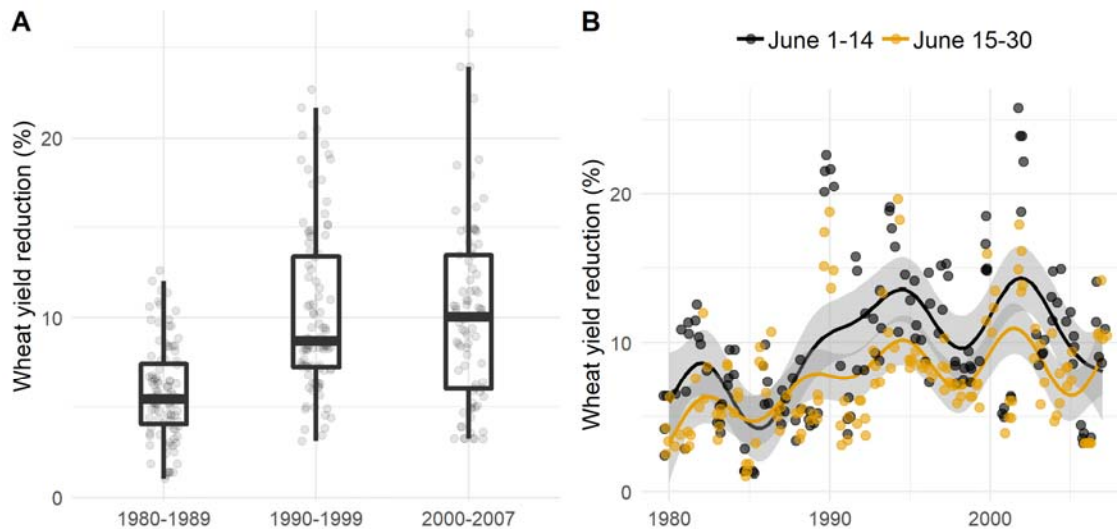 A
Wheat yield reduction (%)
20
10
0
1980-1989 1990-1999 2000-2007
B
June 1-14 June 15-30
Wheat yield reduction (%)
20
10
0
1980 1990 2000